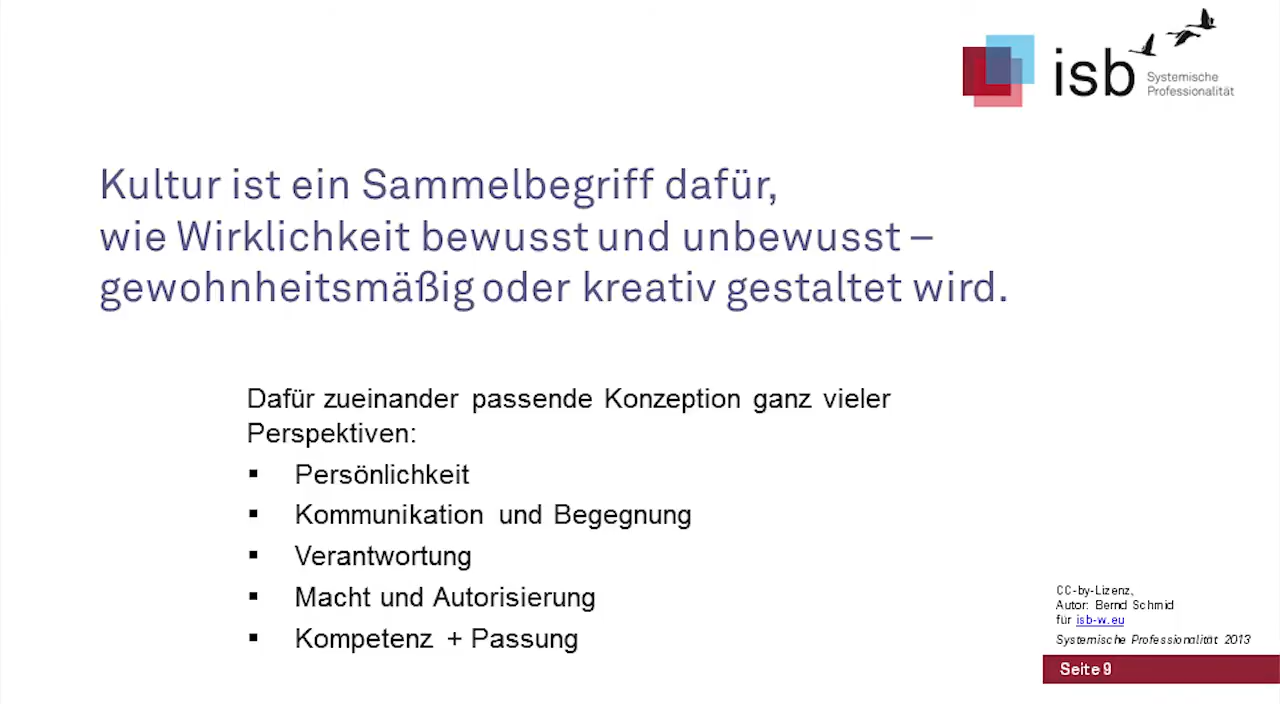 isb
Systemische
Professionalität
Kultur ist ein Sammelbegriff dafür,
wie Wirklichkeit bewusst und unbewusst –
gewohnheitsmäßig oder kreativ gestaltet wird.
Dafür zueinander passende Konzeption ganz vieler
Perspektiven:
▪ Persönlichkeit
▪ Kommunikation und Begegnung
▪ Verantwortung
▪ Macht und Autorisierung
▪ Kompetenz + Passung
CC-by-Lizenz,
Autor: Bernd Schmid
für isb-w.eu
Systemische Professionalität 2013
Seite 9